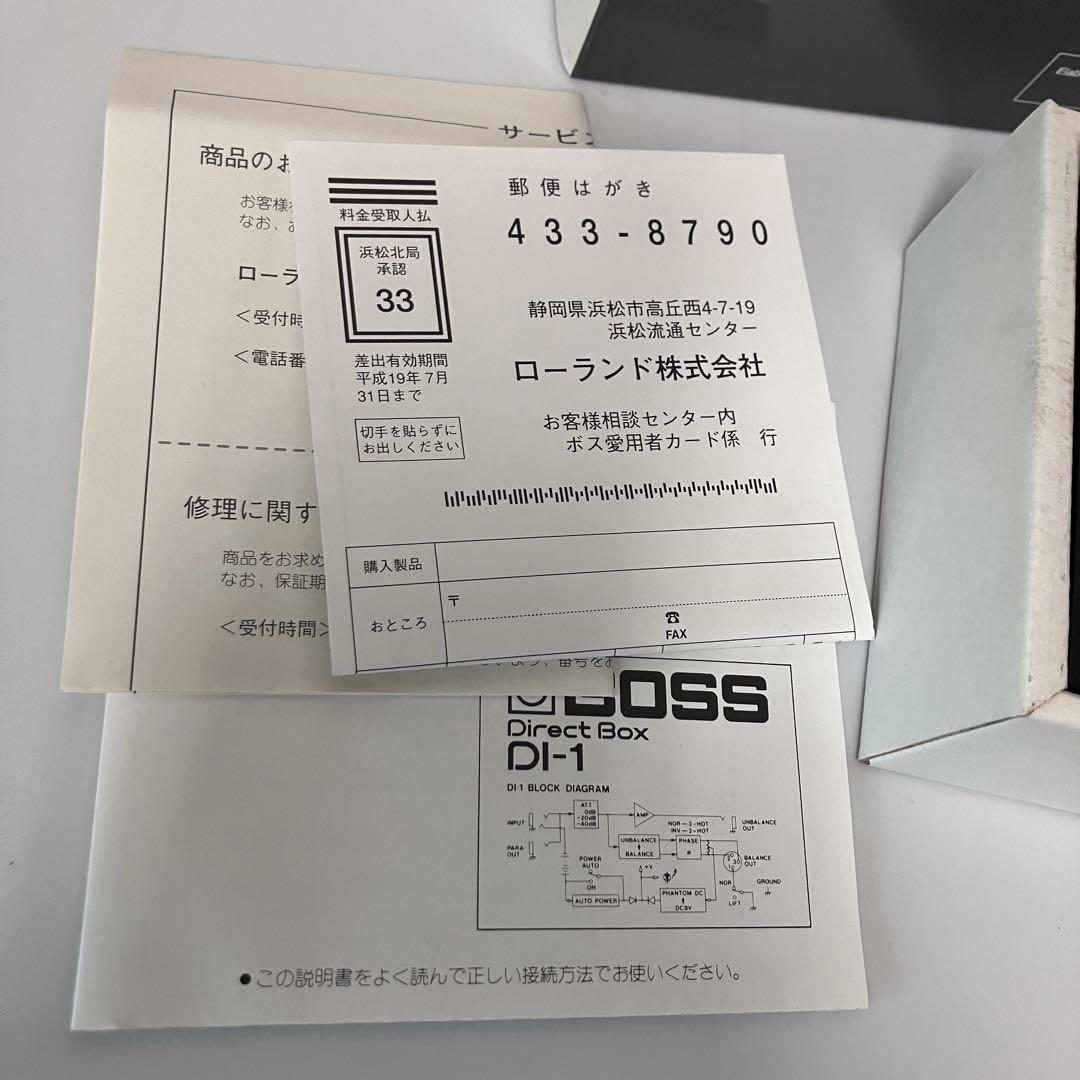 サービ
商品のお
お客様
なお、お
ローラ
<受付時
<電話番
修理に関す
商品をお求め
なお、保証期
<受付時間>
郵便はがき
433-8790
料金受取人払
浜松北局
承認
33
差出有効期間
平成19年7月
31日まで
切手を貼らずに
お出しください
静岡県浜松市高丘西4-7-19
浜松流通センター
ローランド株式会社
お客様相談センター内
ボス愛用者カード係 行
購入製品
おところ
〒
☎
FAX
番号をお
BOSS
Direct Box
DI-1
DI-1 BLOCK DIAGRAM
INPUT
PARA
OUT
ATT
0dB
-20dB
-40dB
AMP
NOR—3-HOT
INV—2-HOT
UNBALANCE
OUT
UNBALANCE
BALANCE
PHASE
ø
BALANCE
OUT
2
3
1
POWER
AUTO
ON
AUTO POWER
+V
PHANTOM DC
DC9V
NOR
LIFT
GROUND
●この説明書をよく読んで正しい接続方法でお使いください。